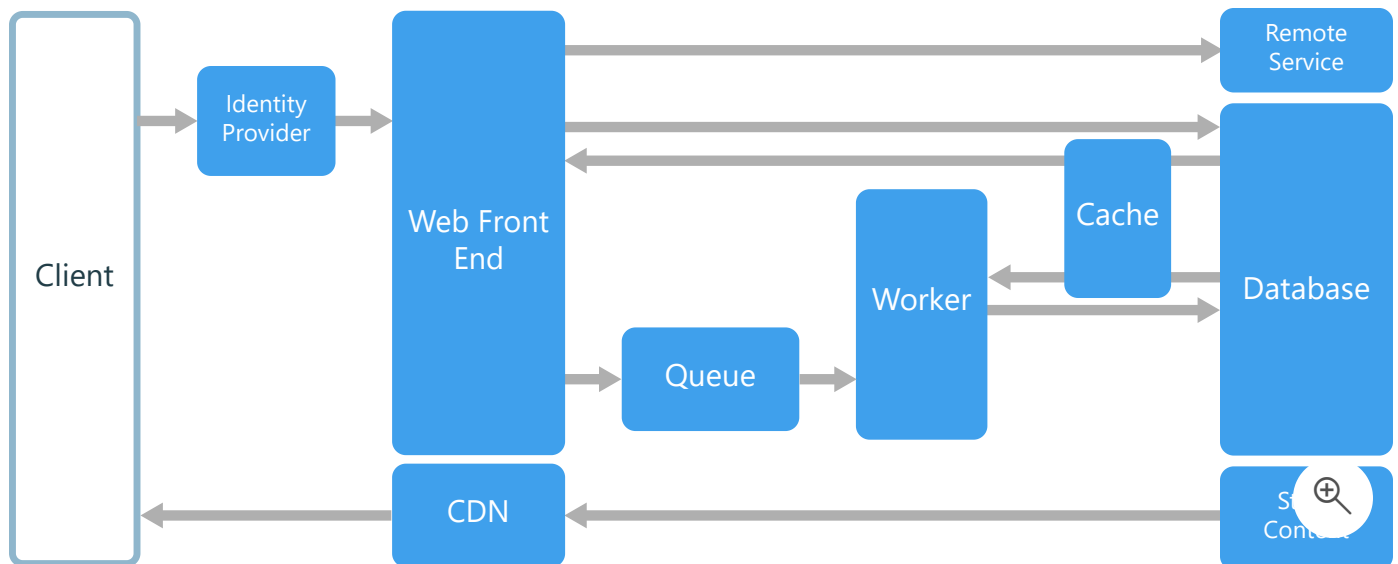 Remote
Service
Identity
Provider
Web Front
End
Cache
Client
Worker
Database
Queue
CDN